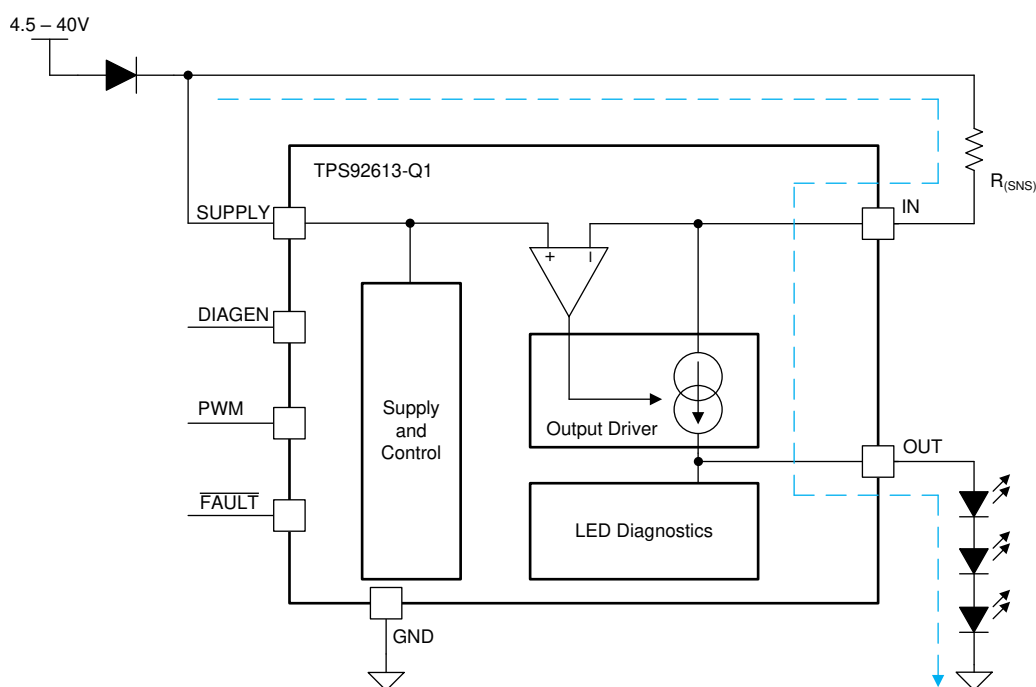 4.5 – 40V
TPS92613-Q1
R(SNS)
SUPPLY
IN
+
–
DIAGEN
PWM
Supply
and
Control
Output Driver
OUT
FAULT
LED Diagnostics
GND